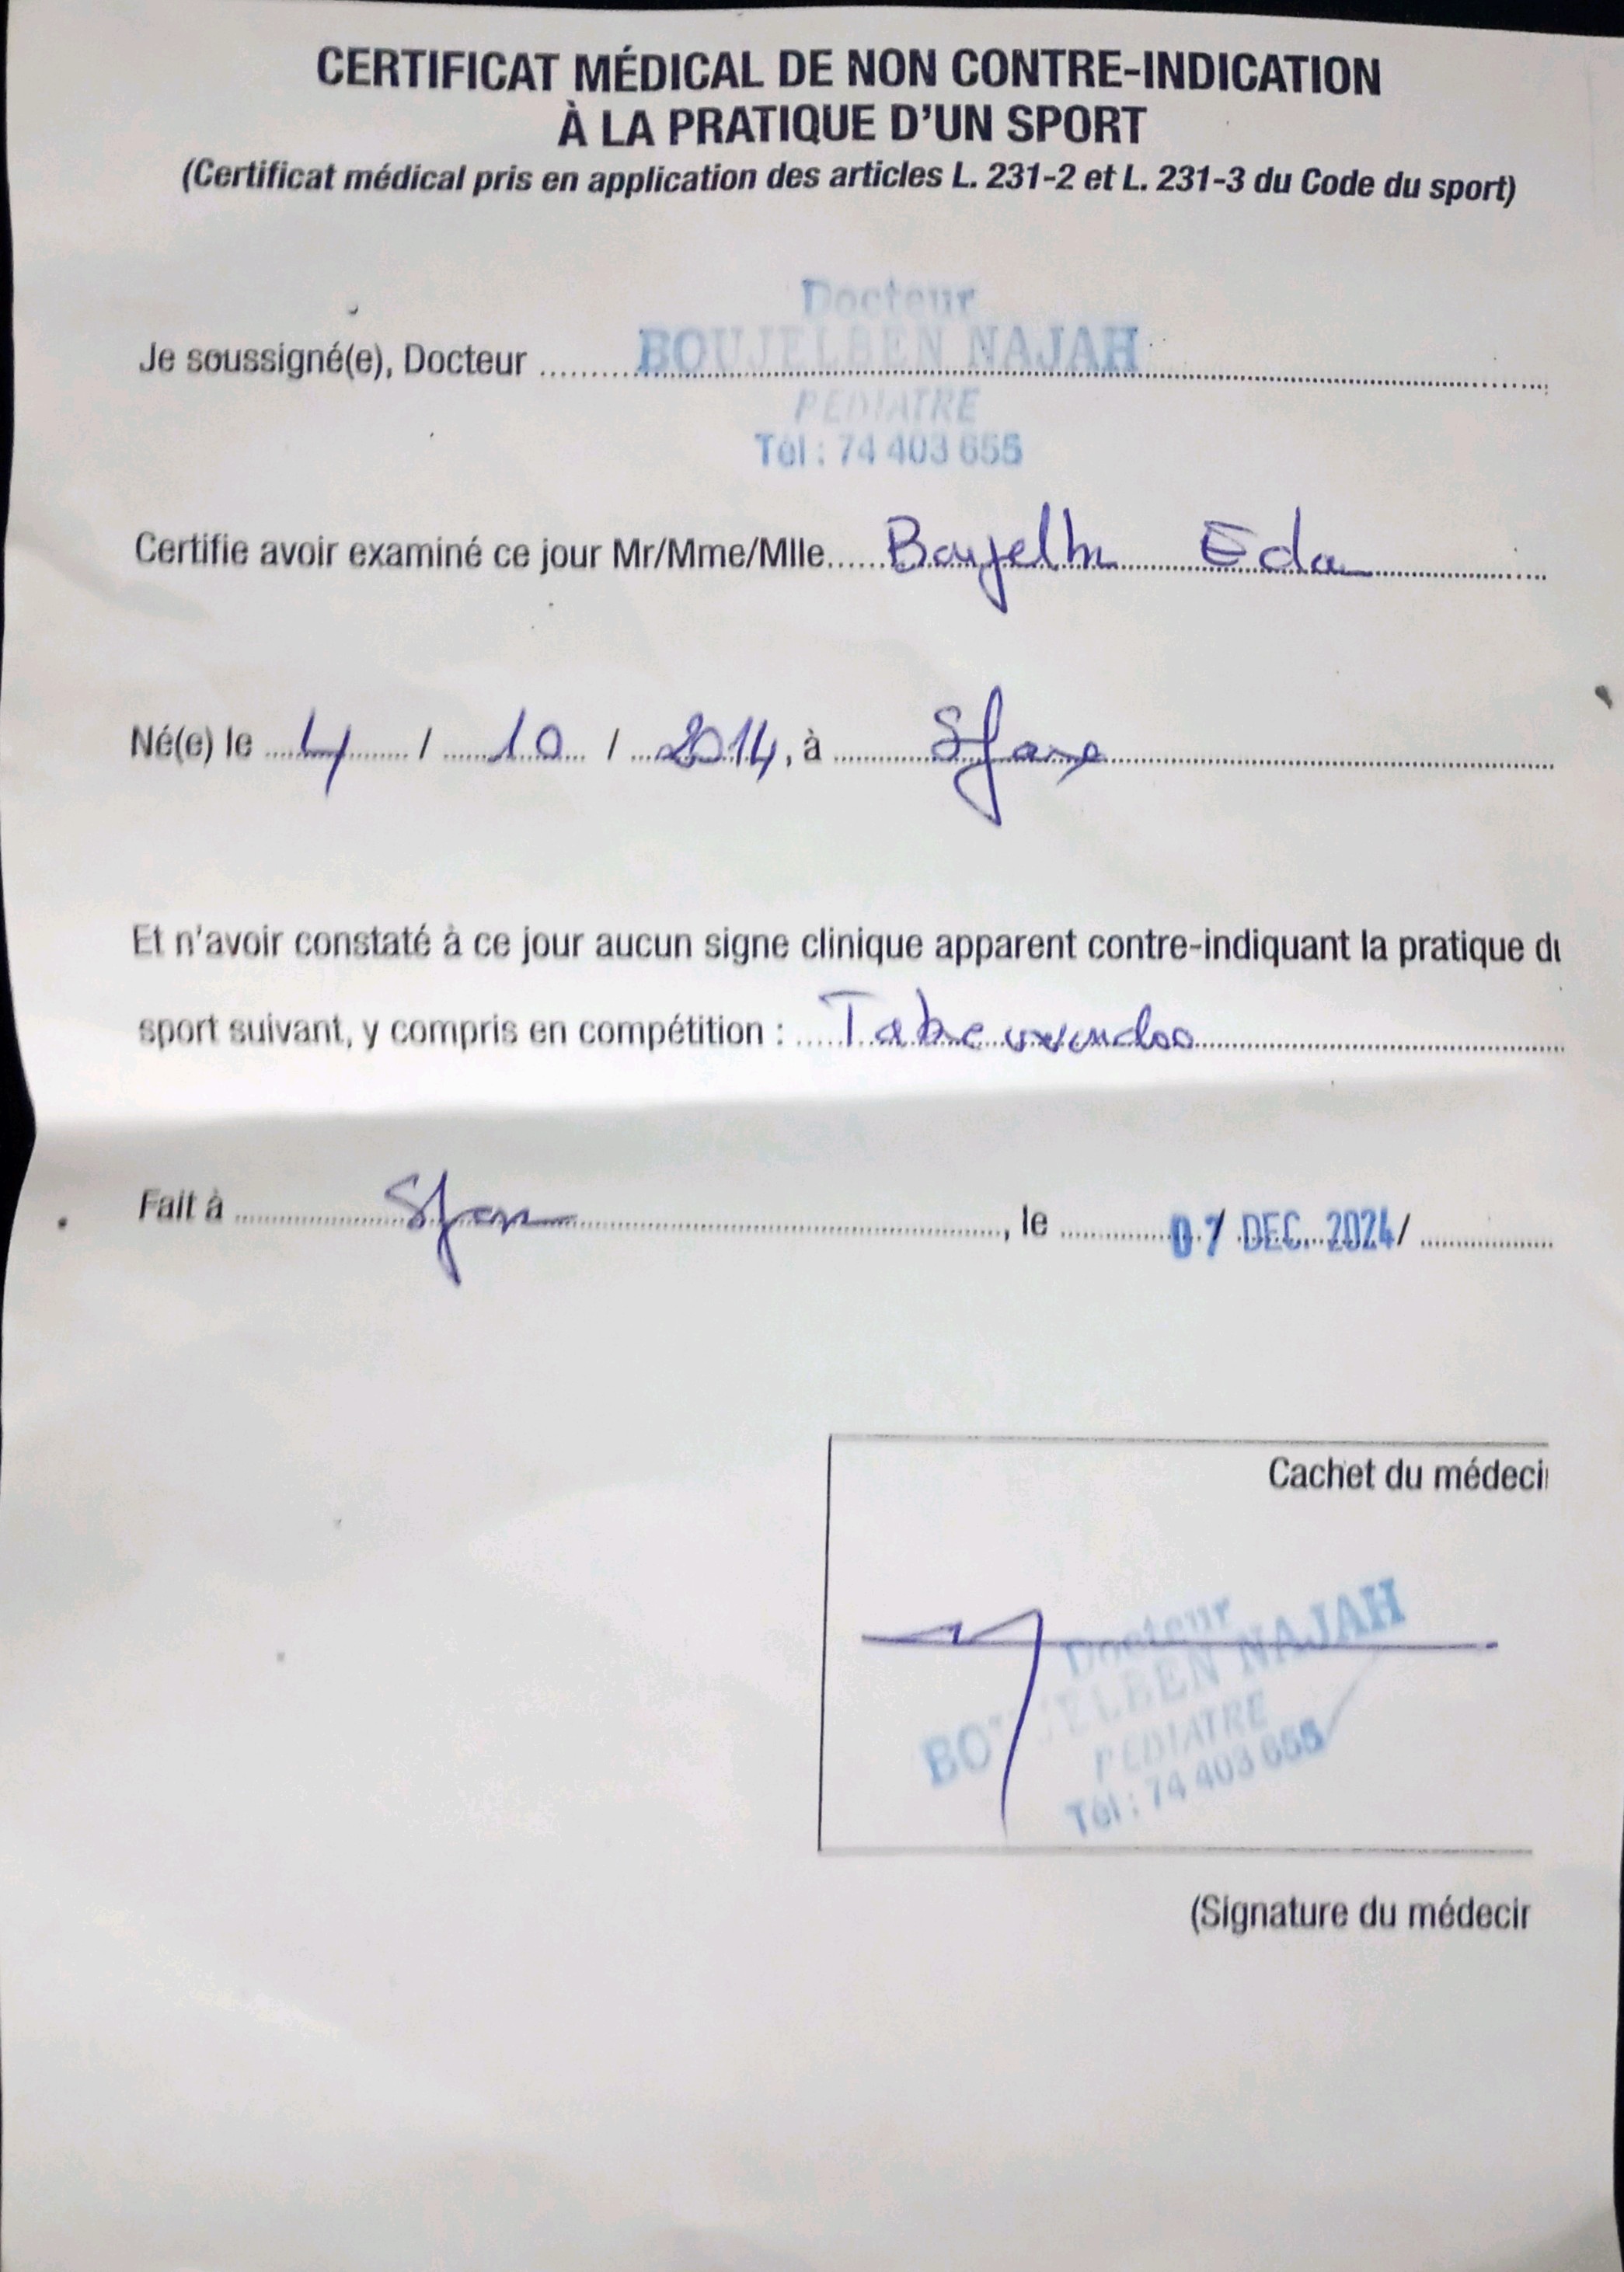 CERTIFICAT MÉDICAL DE NON CONTRE-INDICATION
À LA PRATIQUE D'UN SPORT
(Certificat médical pris en application des articles L. 231-2 et L. 231-3 du Code du sport)
Docteur
Je soussigné(e), Docteur BOUJELBEN NAJAH
PEDIATRE
Tél : 74 403 655
Certifie avoir examiné ce jour Mr/Mme/Mlle Eda
Né(e) le 4 / 10 / 2014, à Sfax
Et n'avoir constaté à ce jour aucun signe clinique apparent contre-indiquant la pratique du
sport suivant, y compris en compétition :
Fait à Sfax, le 07 DEC. 2024/
Cachet du médeci
Docteur
BOUJELBEN NAJAH
PEDIATRE
Tél : 74 403 655
(Signature du médecin